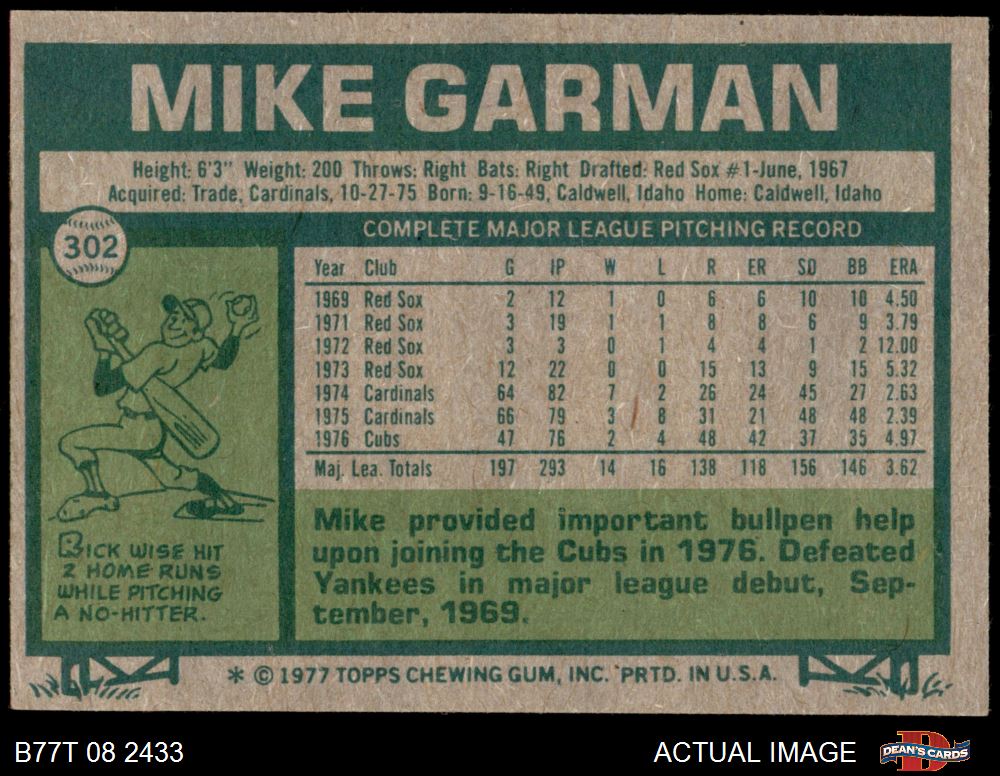 MIKE GARMAN
Height: 6'3" Weight: 200 Throws: Right Bats: Right Drafted: Red Sox #1-June, 1967
Acquired: Trade, Cardinals, 10-27-75 Born: 9-16-49, Caldwell, Idaho Home: Caldwell, Idaho
302
COMPLETE MAJOR LEAGUE PITCHING RECORD
Year Club G IP W L R ER SO BB ERA
1969 Red Sox 2 12 1 0 6 6 10 10 4.50
1971 Red Sox 3 19 1 1 8 8 6 9 3.79
1972 Red Sox 3 3 0 1 4 4 1 2 12.00
1973 Red Sox 12 22 0 0 15 13 9 15 5.32
1974 Cardinals 64 82 7 2 26 24 45 27 2.63
1975 Cardinals 66 79 3 8 31 21 48 48 2.39
1976 Cubs 47 76 2 4 48 42 37 35 4.97
Maj. Lea. Totals 197 293 14 16 138 118 156 146 3.62
RICK WISE HIT
2 HOME RUNS
WHILE PITCHING
A NO-HITTER.
Mike provided important bullpen help
upon joining the Cubs in 1976. Defeated
Yankees in major league debut, Sep-
tember, 1969.
* © 1977 TOPPS CHEWING GUM, INC. PRTD. IN U.S.A.
B77T 08 2433
ACTUAL IMAGE
DEAN'S CARDS